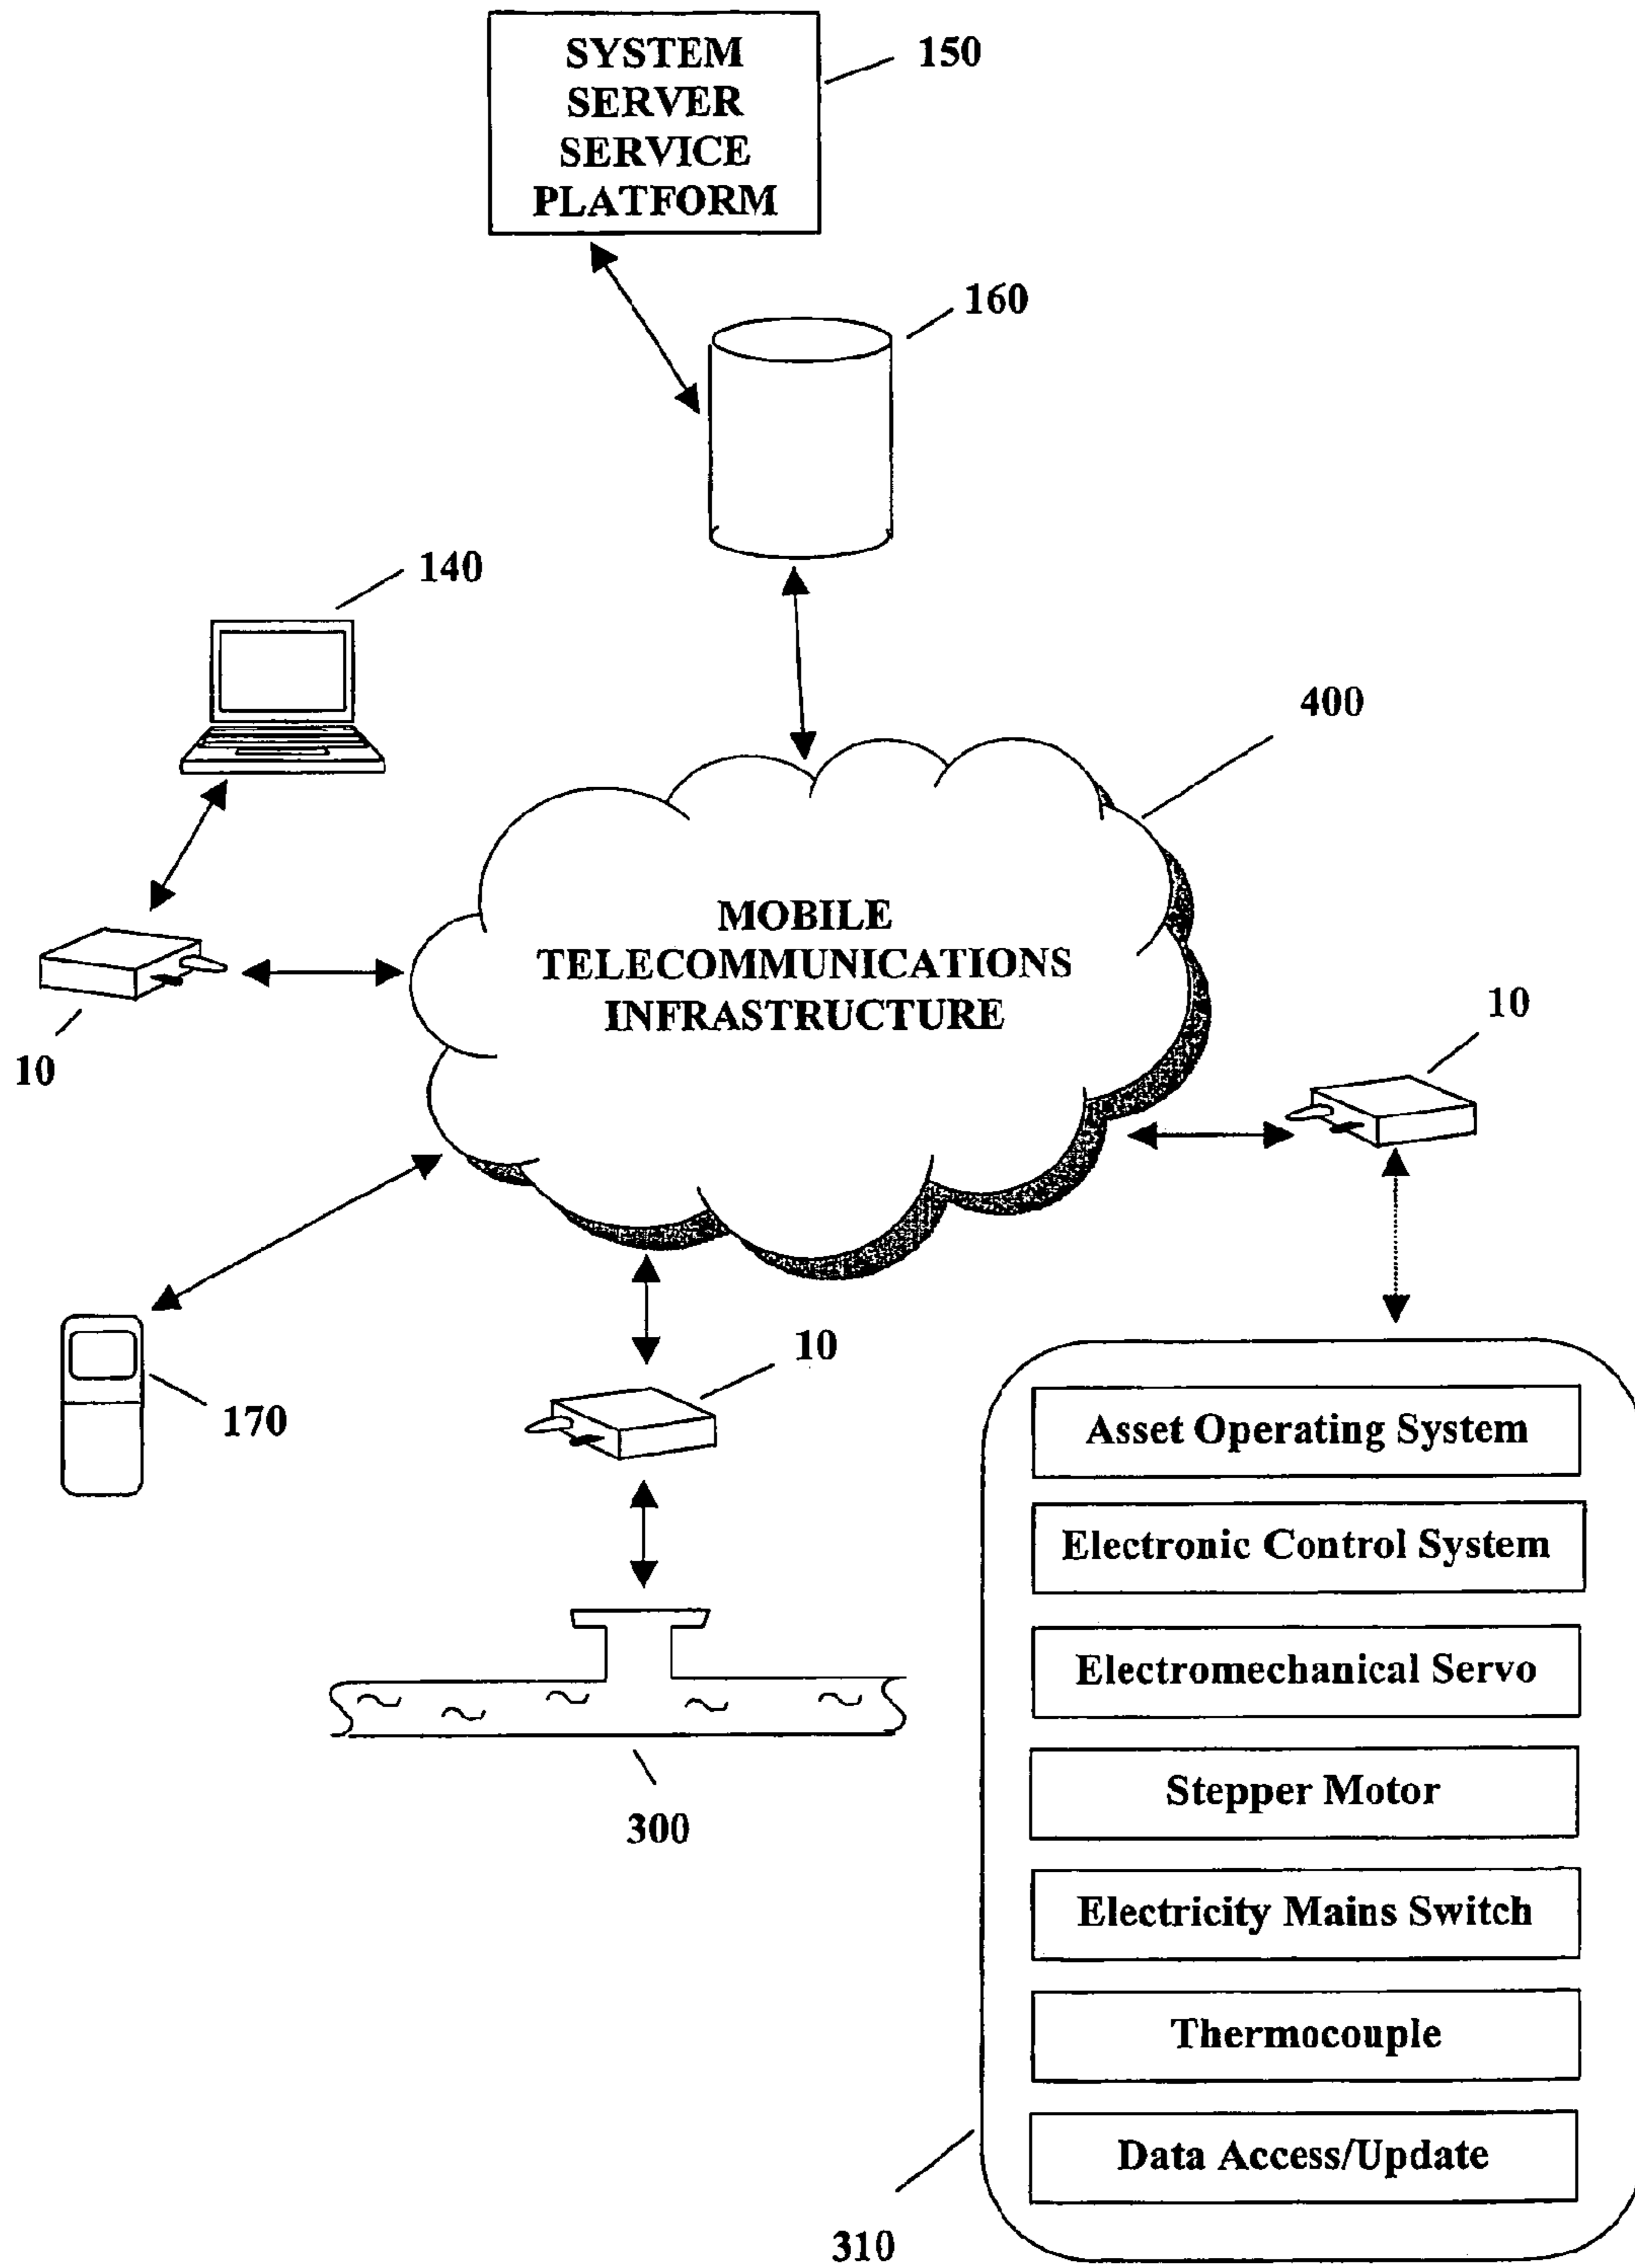 SYSTEM
SERVER
SERVICE
PLATFORM
150
160
140
400
MOBILE
TELECOMMUNICATIONS
INFRASTRUCTURE
10
10
10
170
Asset Operating System
Electronic Control System
Electromechanical Servo
Stepper Motor
300
Electricity Mains Switch
Thermocouple
Data Access/Update
310